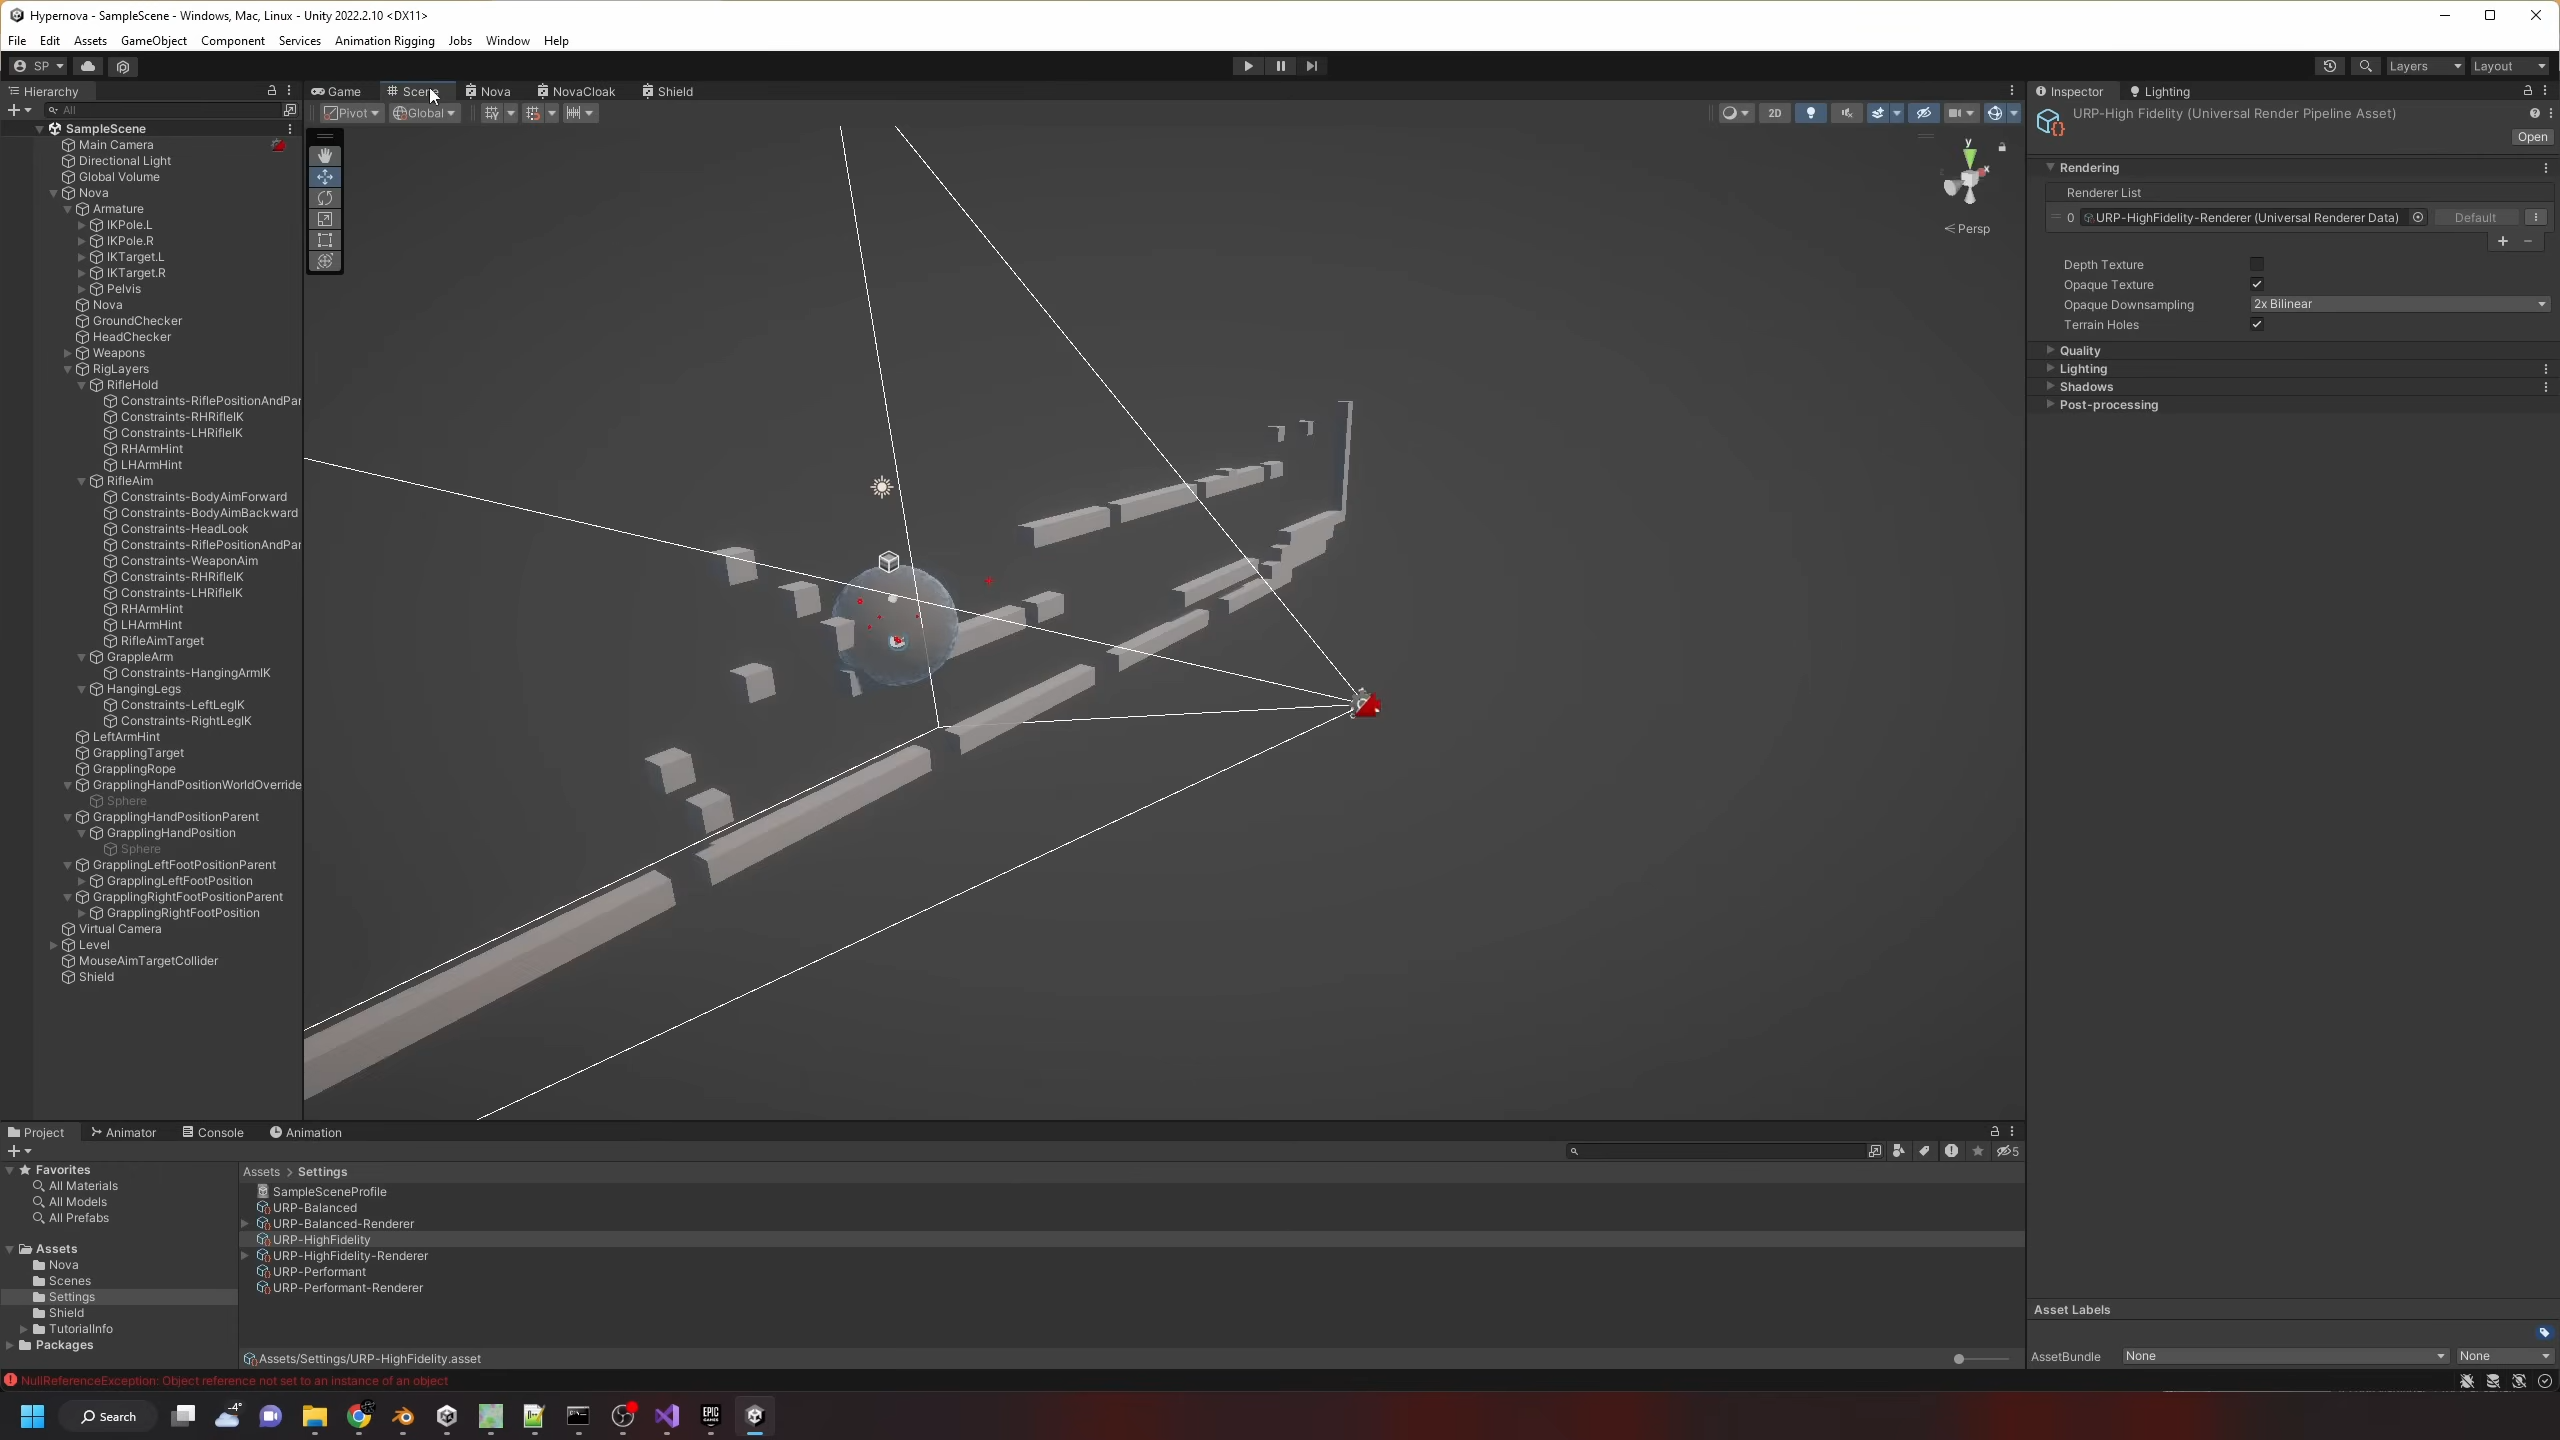 Hypernova - SampleScene - Windows, Mac, Linux - Unity 2022.2.10 <DX11>
File Edit Assets GameObject Component Services Animation Rigging Jobs Window Help
SP
Layers Layout
Hierarchy
All
SampleScene
Main Camera
Directional Light
Global Volume
Nova
Armature
IKPole.L
IKPole.R
IKTarget.L
IKTarget.R
Pelvis
Nova
GroundChecker
HeadChecker
Weapons
RigLayers
RifleHold
Constraints-RiflePositionAndPar
Constraints-RHRifleIK
Constraints-LHRifleIK
RHArmHint
LHArmHint
RifleAim
Constraints-BodyAimForward
Constraints-BodyAimBackward
Constraints-HeadLook
Constraints-RiflePositionAndPar
Constraints-WeaponAim
Constraints-RHRifleIK
Constraints-LHRifleIK
RHArmHint
LHArmHint
RifleAimTarget
GrappleArm
Constraints-HangingArmIK
HangingLegs
Constraints-LeftLegIK
Constraints-RightLegIK
LeftArmHint
GrapplingTarget
GrapplingRope
GrapplingHandPositionWorldOverride
Sphere
GrapplingHandPositionParent
GrapplingHandPosition
Sphere
GrapplingLeftFootPositionParent
GrapplingLeftFootPosition
GrapplingRightFootPositionParent
GrapplingRightFootPosition
Virtual Camera
Level
MouseAimTargetCollider
Shield
Game Scene Nova NovaCloak Shield
Pivot Global
2D
y
x
Persp
Inspector Lighting
URP-High Fidelity (Universal Render Pipeline Asset)
Open
Rendering
Renderer List
0 URP-HighFidelity-Renderer (Universal Renderer Data) Default
Depth Texture
Opaque Texture
Opaque Downsampling 2x Bilinear
Terrain Holes
Quality
Lighting
Shadows
Post-processing
Asset Labels
AssetBundle None None
Project Animator Console Animation
5
Favorites
All Materials
All Models
All Prefabs
Assets
Nova
Scenes
Settings
Shield
TutorialInfo
Packages
Assets > Settings
SampleSceneProfile
URP-Balanced
URP-Balanced-Renderer
URP-HighFidelity
URP-HighFidelity-Renderer
URP-Performant
URP-Performant-Renderer
Assets/Settings/URP-HighFidelity.asset
NullReferenceException: Object reference not set to an instance of an object
Search
-4°
EPIC GAMES